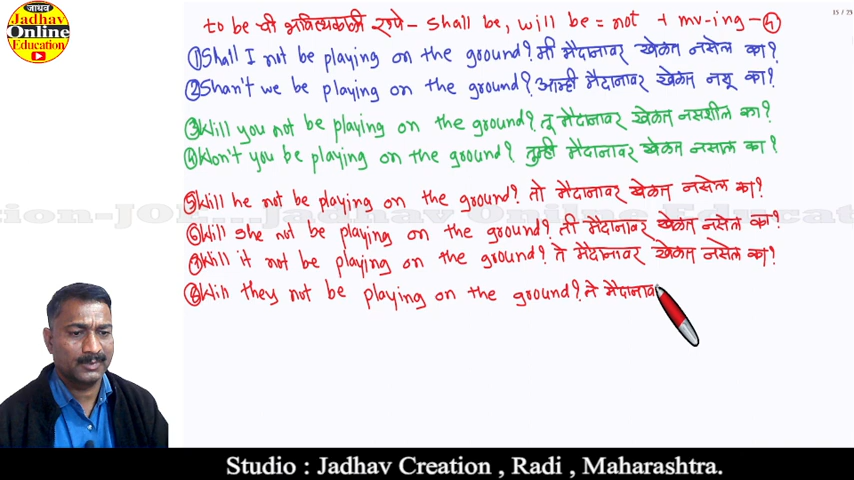 जाधव
Jadhav
Online
Education
15 / 25
to be ची भविष्यकाळी रूपे - Shall be, will be = not + mv-ing - ④
① Shall I not be playing on the ground? मी मैदानावर खेळत नसेल का?
② Shan't we be playing on the ground? आम्ही मैदानावर खेळत नसू का?
③ Will you not be playing on the ground? तू मैदानावर खेळत नसशील का?
④ Won't you be playing on the ground? तुम्ही मैदानावर खेळत नसाल का?
⑤ Will he not be playing on the ground? तो मैदानावर खेळत नसेल का?
⑥ Will she not be playing on the ground? ती मैदानावर खेळत नसेल का?
⑦ Will it not be playing on the ground? ते मैदानावर खेळत नसेल का?
⑧ Will they not be playing on the ground? ते मैदानाव
Jadhav Online Educat
Studio : Jadhav Creation , Radi , Maharashtra.